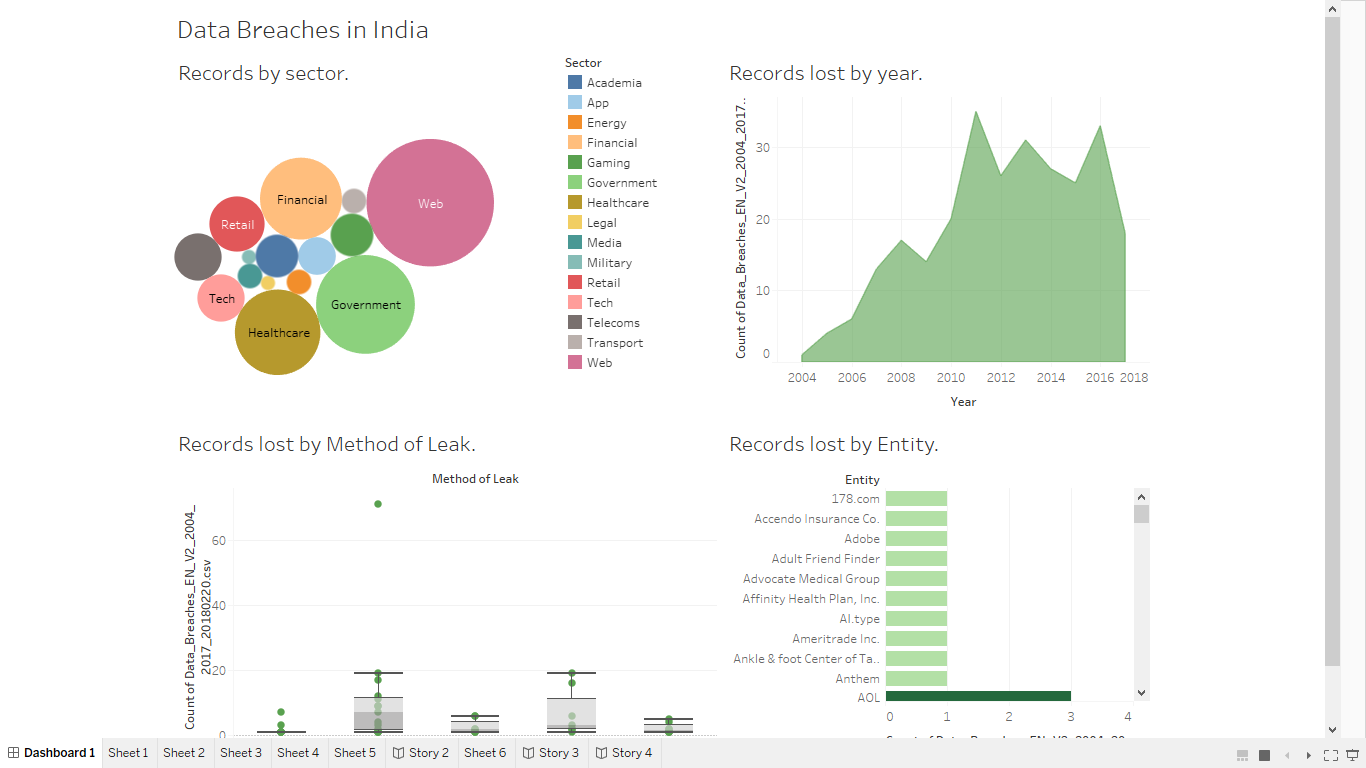 Data Breaches in India
Records by sector.
Financial
Web
Retail
Tech
Government
Healthcare
Sector
Academia
App
Energy
Financial
Gaming
Government
Healthcare
Legal
Media
Military
Retail
Tech
Telecoms
Transport
Web
Records lost by year.
Count of Data_Breaches_EN_V2_2004_2017..
30
20
10
0
2004 2006 2008 2010 2012 2014 2016 2018
Year
Records lost by Method of Leak.
Method of Leak
Count of Data_Breaches_EN_V2_2004_
2017_20180220.csv
60
40
20
0
Records lost by Entity.
Entity
178.com
Accendo Insurance Co.
Adobe
Adult Friend Finder
Advocate Medical Group
Affinity Health Plan, Inc.
AI.type
Ameritrade Inc.
Ankle & foot Center of Ta..
Anthem
AOL
0 1 2 3 4
Dashboard 1 Sheet 1 Sheet 2 Sheet 3 Sheet 4 Sheet 5 Story 2 Sheet 6 Story 3 Story 4